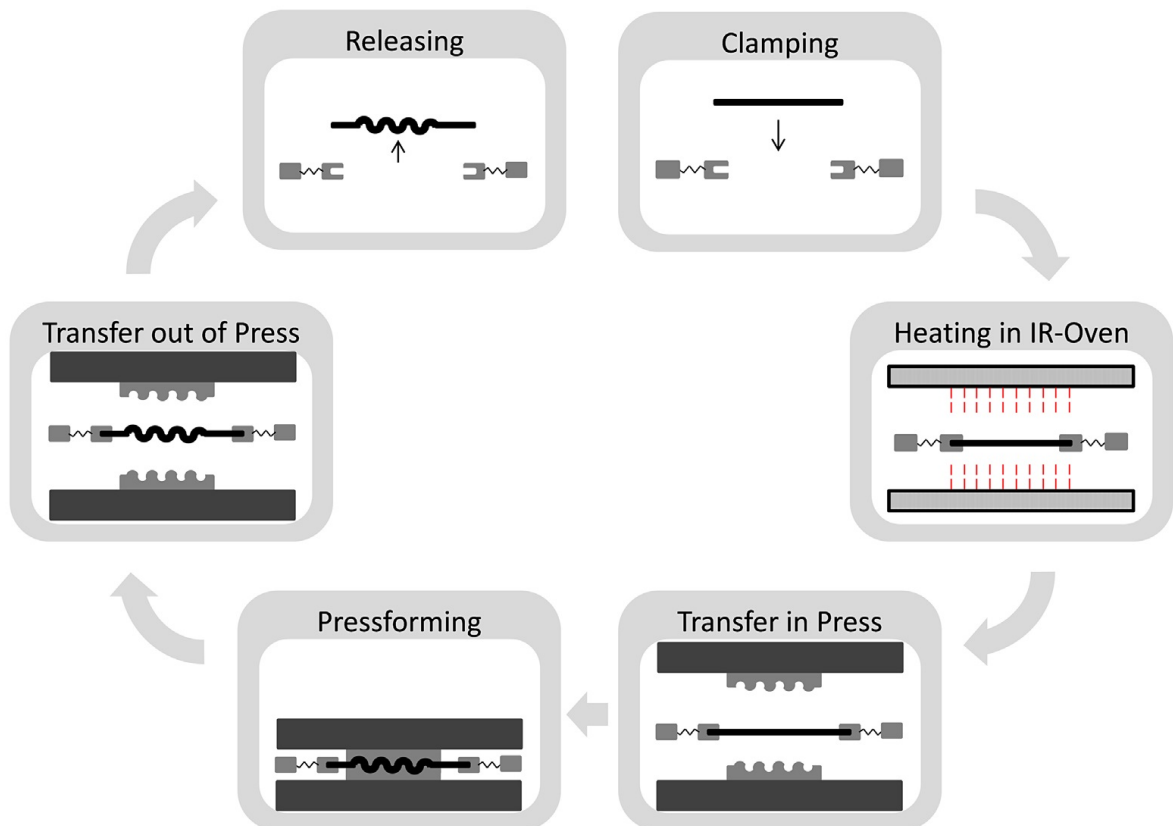 Releasing
Clamping
Transfer out of Press
Heating in IR-Oven
Pressforming
Transfer in Press